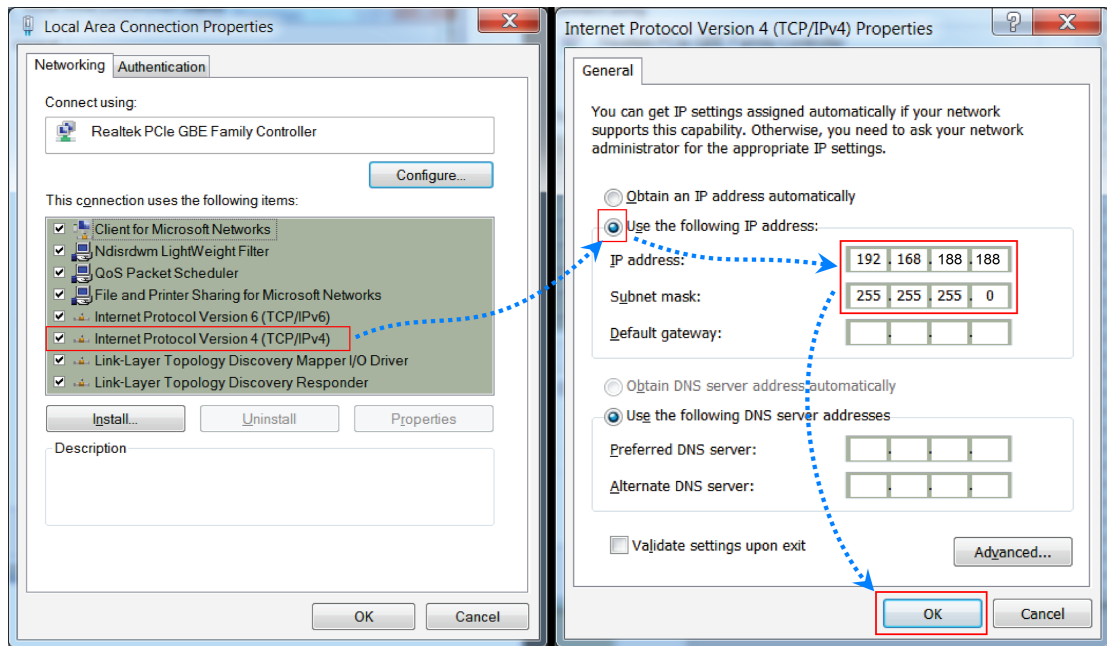 Local Area Connection Properties
Networking
Authentication
Connect using:
Realtek PCIe GBE Family Controller
Configure...
This connection uses the following items:
Client for Microsoft Networks
Ndisrdwm LightWeight Filter
QoS Packet Scheduler
File and Printer Sharing for Microsoft Networks
Internet Protocol Version 6 (TCP/IPv6)
Internet Protocol Version 4 (TCP/IPv4)
Link-Layer Topology Discovery Mapper I/O Driver
Link-Layer Topology Discovery Responder
Install...
Uninstall
Properties
Description
OK
Cancel
Internet Protocol Version 4 (TCP/IPv4) Properties
General
You can get IP settings assigned automatically if your network
supports this capability. Otherwise, you need to ask your network
administrator for the appropriate IP settings.
Obtain an IP address automatically
Use the following IP address:
IP address: 192 . 168 . 188 . 188
Subnet mask: 255 . 255 . 255 . 0
Default gateway: . . .
Obtain DNS server address automatically
Use the following DNS server addresses
Preferred DNS server: . . .
Alternate DNS server: . . .
Validate settings upon exit
Advanced...
OK
Cancel